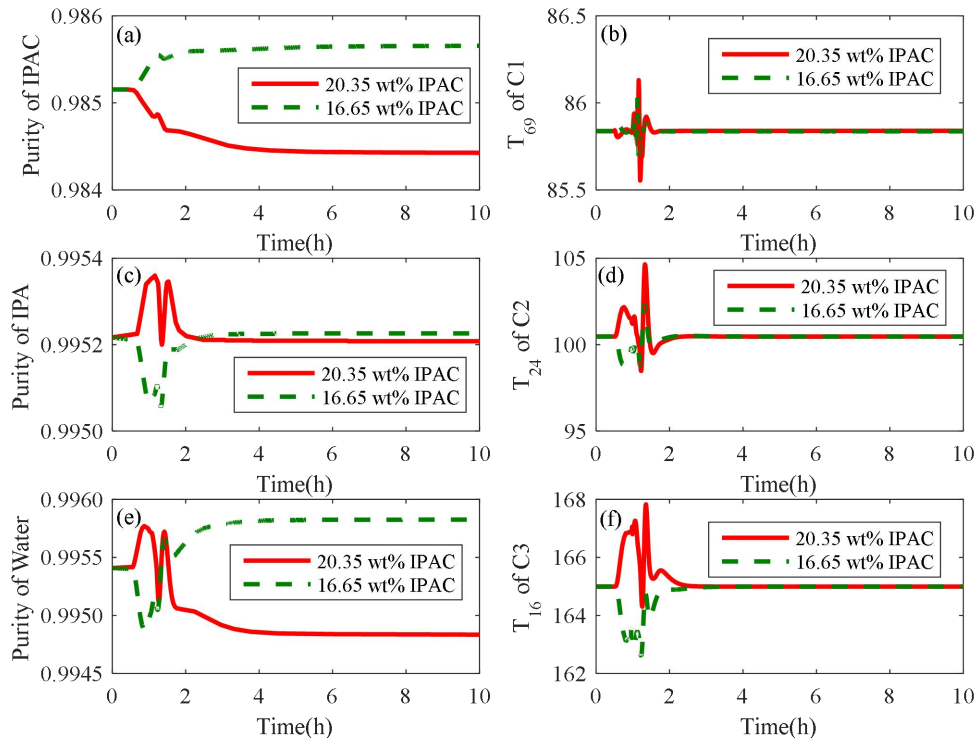 (a)
Purity of IPAC
0.986
0.985
0.984
20.35 wt% IPAC
16.65 wt% IPAC
0 2 4 6 8 10
Time(h)
(b)
T69 of C1
86.5
86
85.5
20.35 wt% IPAC
16.65 wt% IPAC
0 2 4 6 8 10
Time(h)
(c)
Purity of IPA
0.9954
0.9952
0.9950
20.35 wt% IPAC
16.65 wt% IPAC
0 2 4 6 8 10
Time(h)
(d)
T24 of C2
105
100
95
20.35 wt% IPAC
16.65 wt% IPAC
0 2 4 6 8 10
Time(h)
(e)
Purity of Water
0.9960
0.9955
0.9950
0.9945
20.35 wt% IPAC
16.65 wt% IPAC
0 2 4 6 8 10
Time(h)
(f)
T16 of C3
168
166
164
162
20.35 wt% IPAC
16.65 wt% IPAC
0 2 4 6 8 10
Time(h)